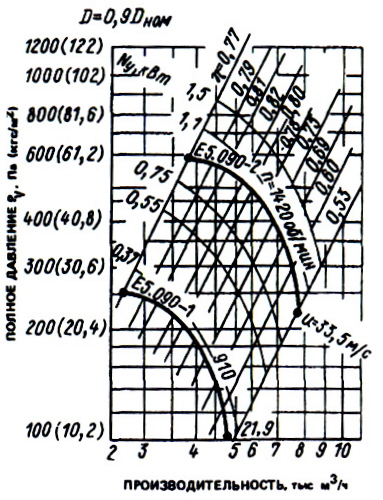 D=0,9Dном
ПОЛНОЕ ДАВЛЕНИЕ Pv, Па (кгс/м²)
1200(122)
1000(102)
800(81,6)
600(61,2)
400(40,8)
300(30,6)
200(20,4)
100(10,2)
Nу, кВт
1,5
1,1
0,75
0,55
0,37
η=0,77
0,79
0,81
0,82
0,80
0,78
0,75
0,69
0,60
0,53
E5.090-2
n=1420 об/мин
u=33,5 м/с
E5.090-1
910
21,9
2 3 4 5 6 7 8 10
ПРОИЗВОДИТЕЛЬНОСТЬ, тыс м³/ч